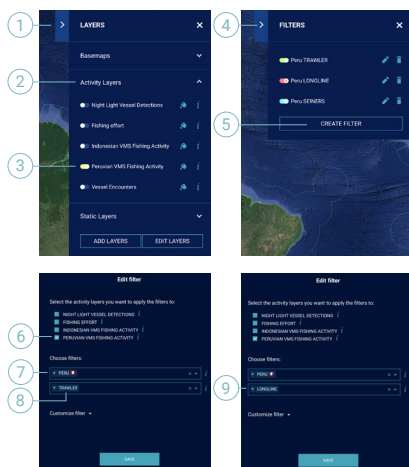 1
LAYERS
Basemaps
2
Activity Layers
Night Light Vessel Detections
Fishing effort
Indonesian VMS Fishing Activity
3
Peruvian VMS Fishing Activity
Vessel Encounters
Static Layers
ADD LAYERS EDIT LAYERS
4
FILTERS
Peru TRAWLER
Peru LONGLINE
Peru SEINERS
5
CREATE FILTER
Edit filter
Select the activity layers you want to apply the filters to:
NIGHT LIGHT VESSEL DETECTIONS i
FISHING EFFORT i
INDONESIAN VMS FISHING ACTIVITY i
6
PERUVIAN VMS FISHING ACTIVITY i
Choose filters:
7
× PERU
8
× TRAWLER
Customize filter
SAVE
Edit filter
Select the activity layers you want to apply the filters to:
NIGHT LIGHT VESSEL DETECTIONS i
FISHING EFFORT i
INDONESIAN VMS FISHING ACTIVITY i
PERUVIAN VMS FISHING ACTIVITY i
Choose filters:
× PERU
9
× LONGLINE
Customize filter
SAVE